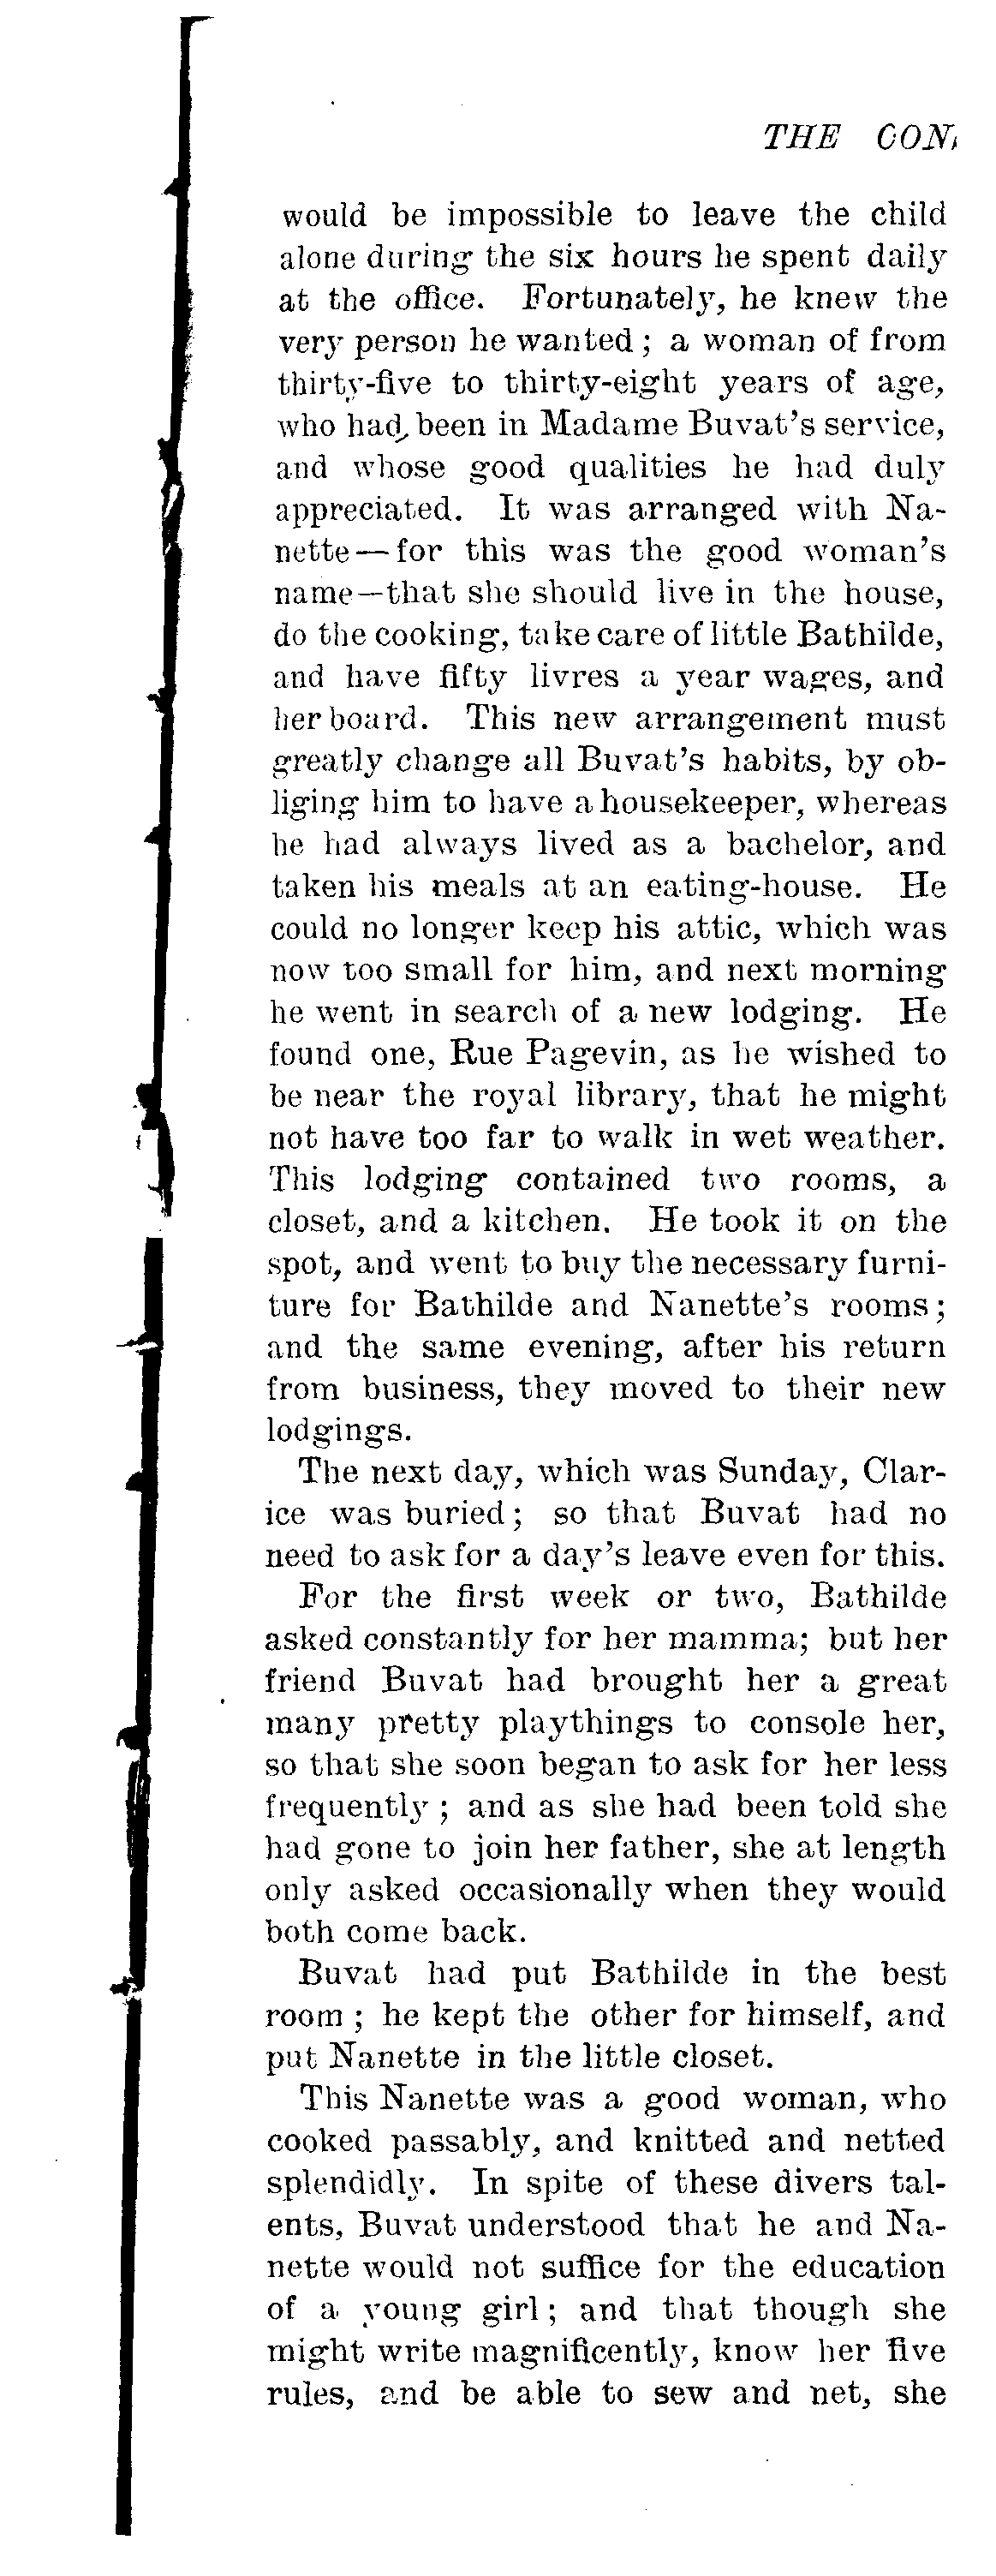 THE CON
would be impossible to leave the child
alone during the six hours he spent daily
at the office. Fortunately, he knew the
very person he wanted; a woman of from
thirty-five to thirty-eight years of age,
who had been in Madame Buvat's service,
and whose good qualities he had duly
appreciated. It was arranged with Na-
nette—for this was the good woman's
name—that she should live in the house,
do the cooking, take care of little Bathilde,
and have fifty livres a year wages, and
her board. This new arrangement must
greatly change all Buvat's habits, by ob-
liging him to have a housekeeper, whereas
he had always lived as a bachelor, and
taken his meals at an eating-house. He
could no longer keep his attic, which was
now too small for him, and next morning
he went in search of a new lodging. He
found one, Rue Pagevin, as he wished to
be near the royal library, that he might
not have too far to walk in wet weather.
This lodging contained two rooms, a
closet, and a kitchen. He took it on the
spot, and went to buy the necessary furni-
ture for Bathilde and Nanette's rooms;
and the same evening, after his return
from business, they moved to their new
lodgings.
The next day, which was Sunday, Clar-
ice was buried; so that Buvat had no
need to ask for a day's leave even for this.
For the first week or two, Bathilde
asked constantly for her mamma; but her
friend Buvat had brought her a great
many pretty playthings to console her,
so that she soon began to ask for her less
frequently; and as she had been told she
had gone to join her father, she at length
only asked occasionally when they would
both come back.
Buvat had put Bathilde in the best
room; he kept the other for himself, and
put Nanette in the little closet.
This Nanette was a good woman, who
cooked passably, and knitted and netted
splendidly. In spite of these divers tal-
ents, Buvat understood that he and Na-
nette would not suffice for the education
of a young girl; and that though she
might write magnificently, know her five
rules, and be able to sew and net, she